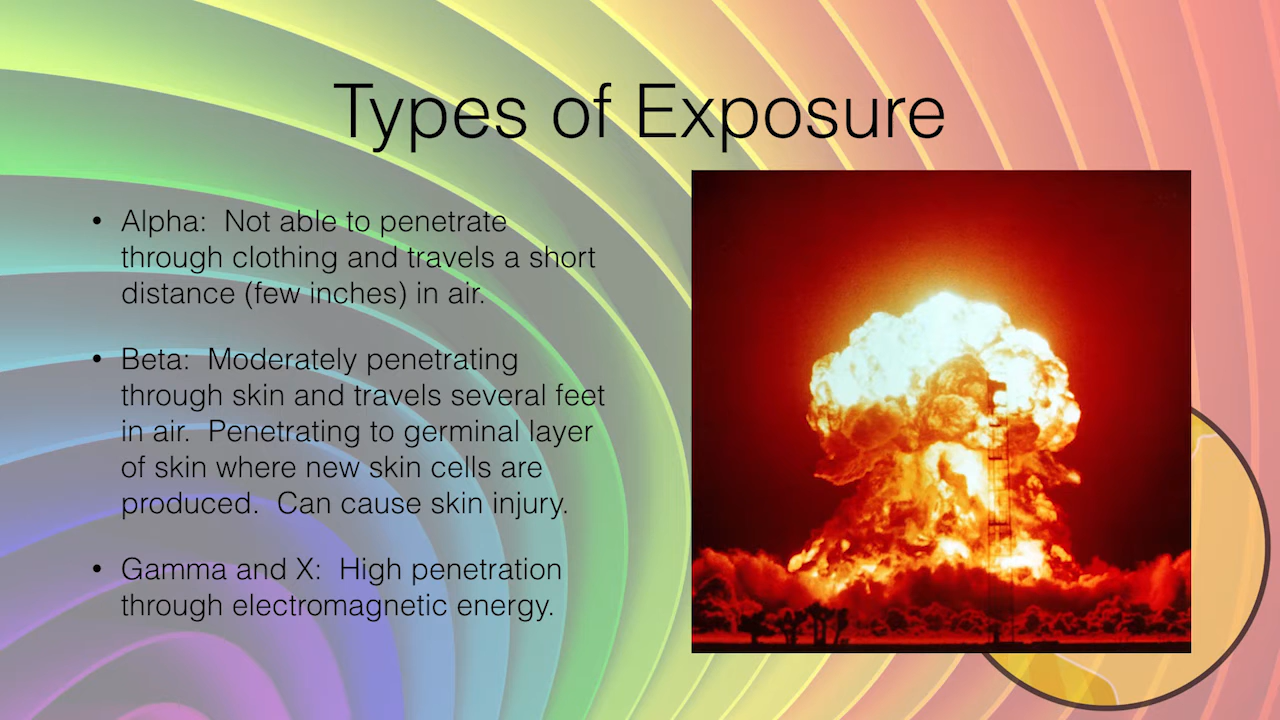 Types of Exposure
• Alpha:  Not able to penetrate
through clothing and travels a short
distance (few inches) in air.
• Beta:  Moderately penetrating
through skin and travels several feet
in air.  Penetrating to germinal layer
of skin where new skin cells are
produced.  Can cause skin injury.
• Gamma and X:  High penetration
through electromagnetic energy.